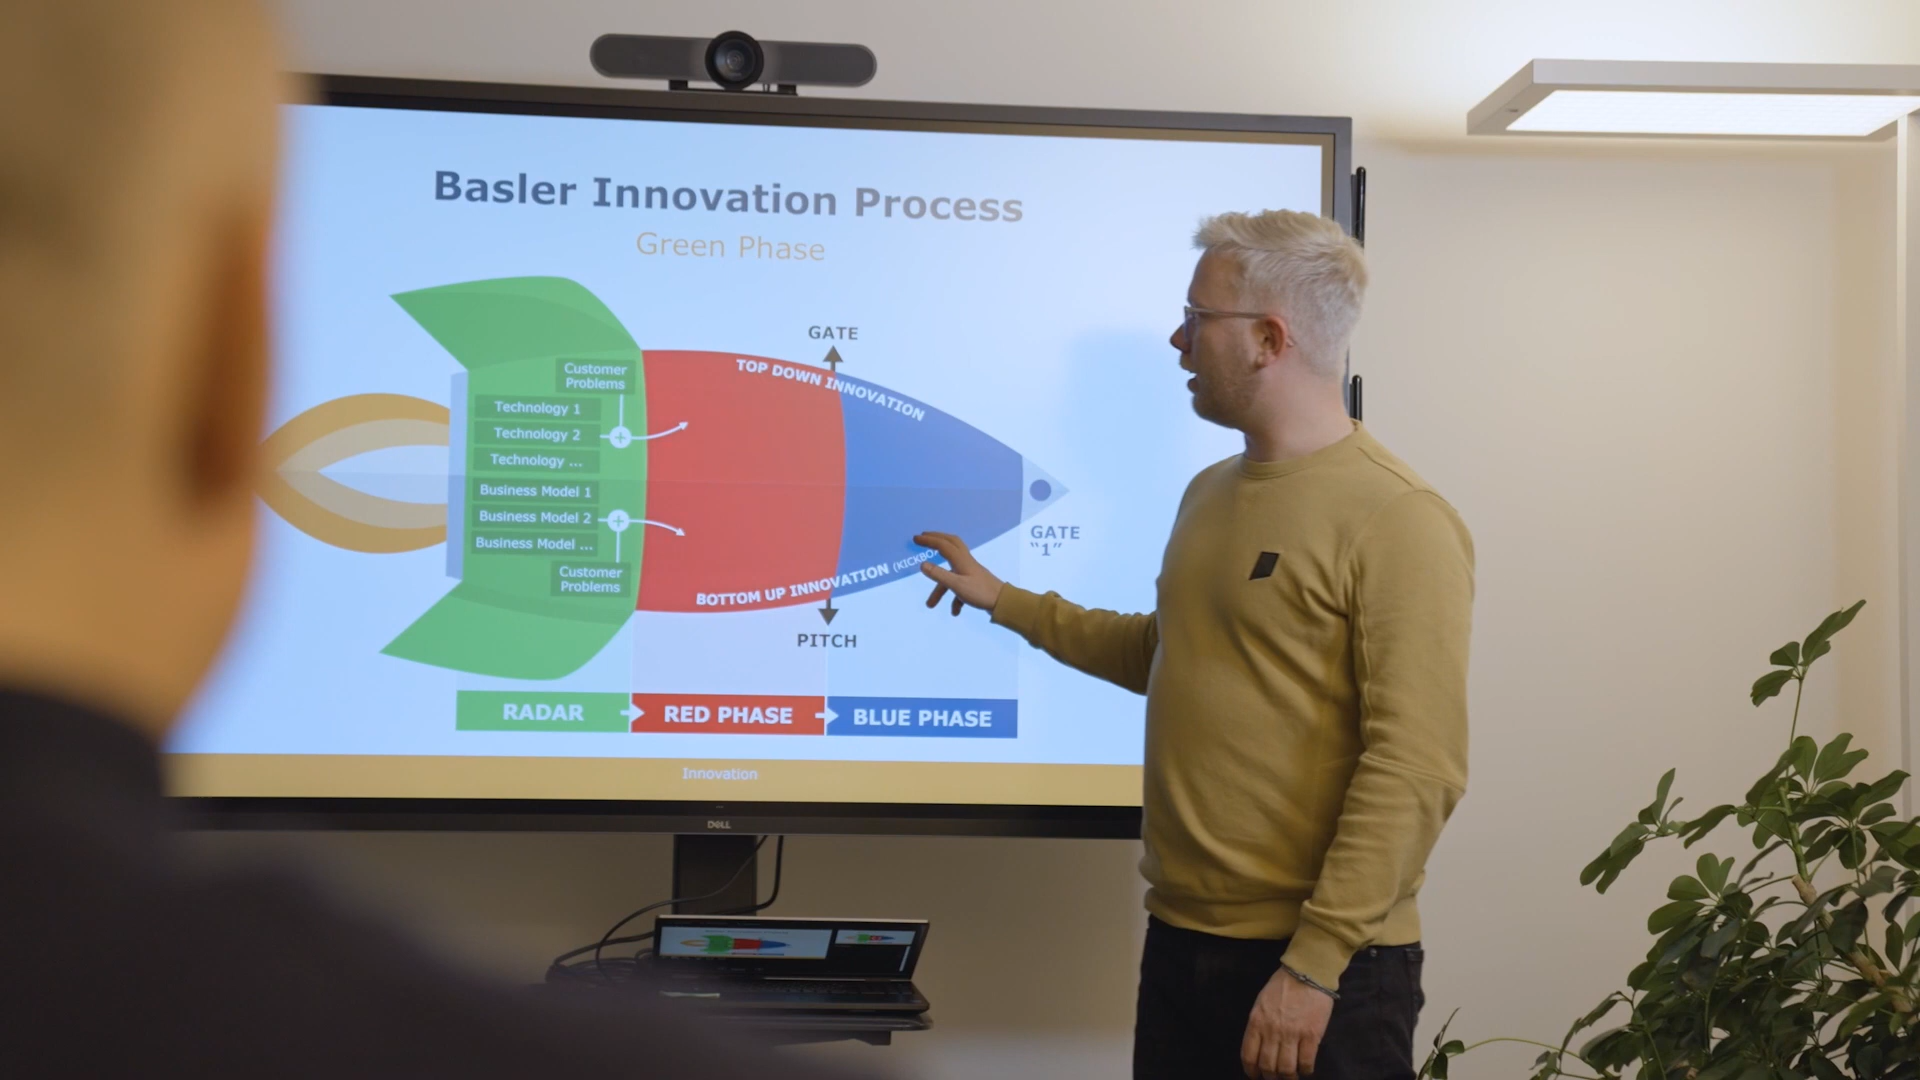 Basler Innovation Process
Green Phase
GATE
TOP DOWN INNOVATION
Customer
Problems
Technology 1
Technology 2
Technology ...
Business Model 1
Business Model 2
Business Model ...
Customer
Problems
GATE
"1"
BOTTOM UP INNOVATION
PITCH
RADAR
RED PHASE
BLUE PHASE
Innovation
DELL